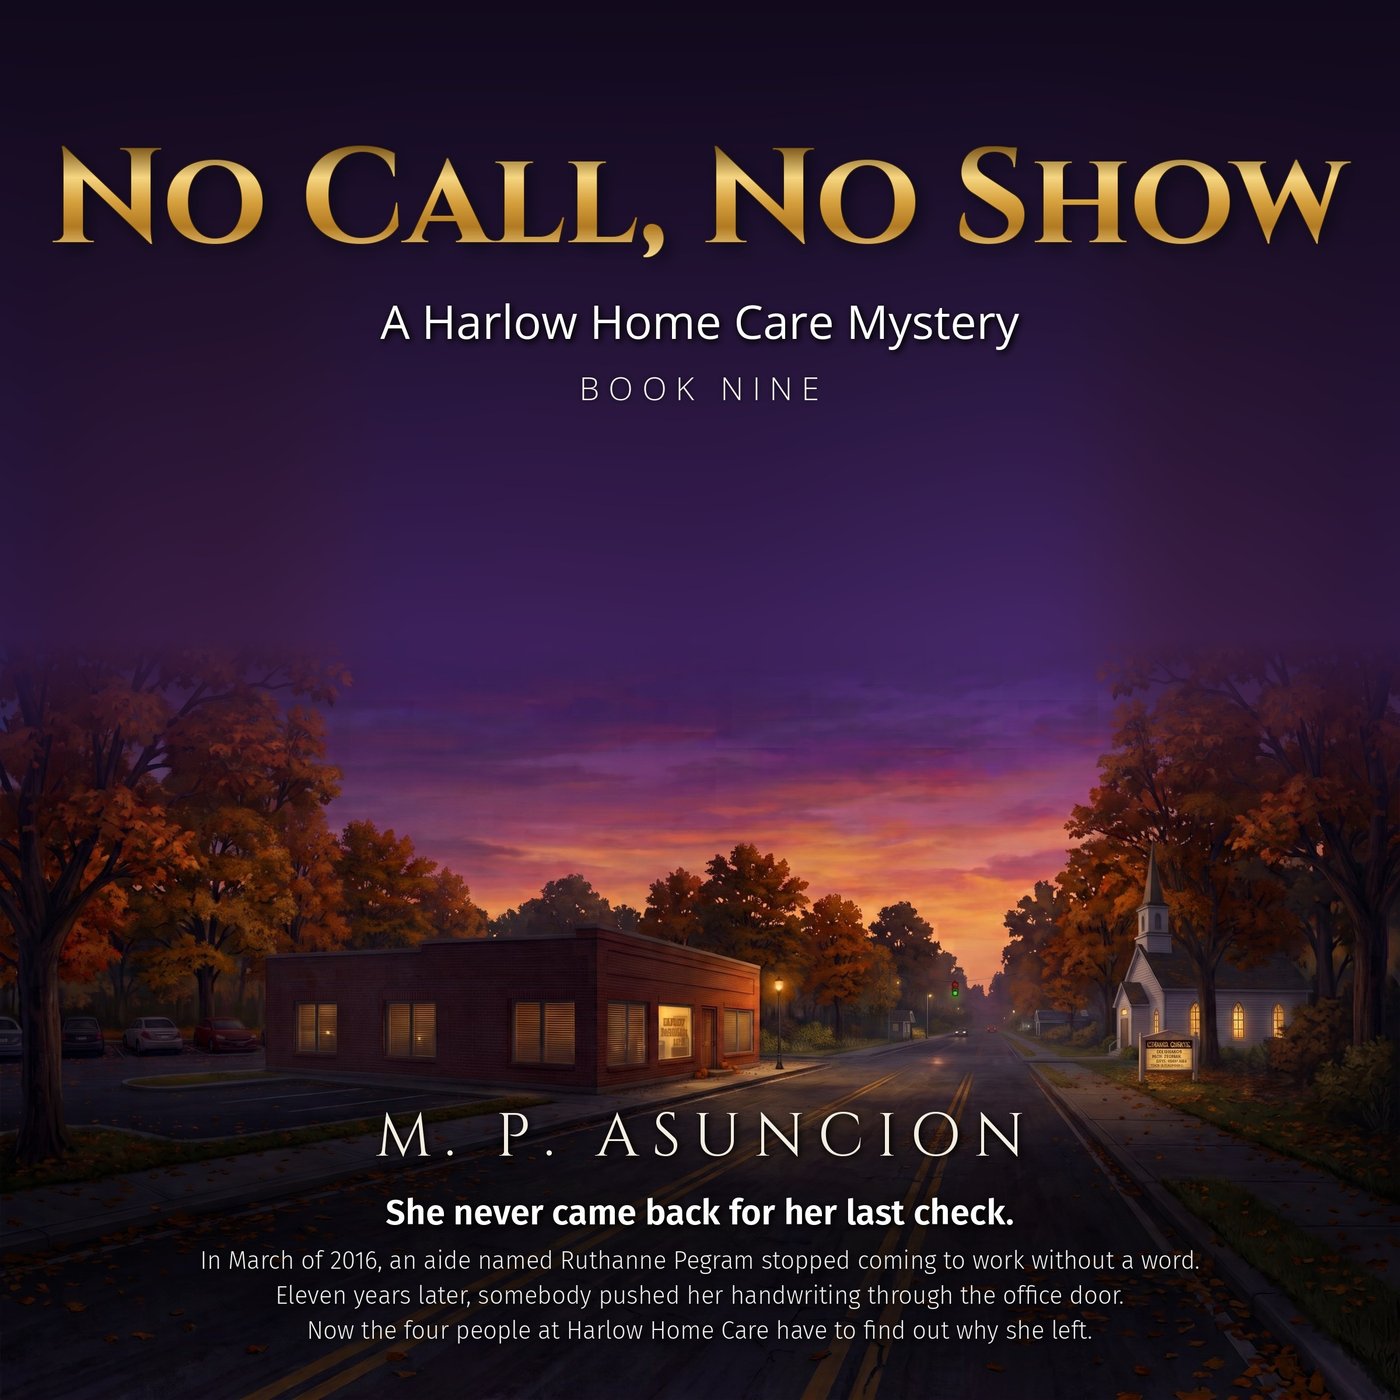 No Call, No Show
A Harlow Home Care Mystery
BOOK NINE
M. P. ASUNCION
She never came back for her last check.
In March of 2016, an aide named Ruthanne Pegram stopped coming to work without a word.
Eleven years later, somebody pushed her handwriting through the office door.
Now the four people at Harlow Home Care have to find out why she left.